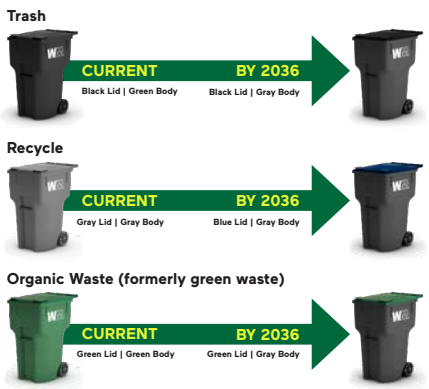 Trash
W
CURRENT BY 2036
Black Lid | Green Body Black Lid | Gray Body
Recycle
W
CURRENT BY 2036
Gray Lid | Gray Body Blue Lid | Gray Body
Organic Waste (formerly green waste)
W
CURRENT BY 2036
Green Lid | Green Body Green Lid | Gray Body